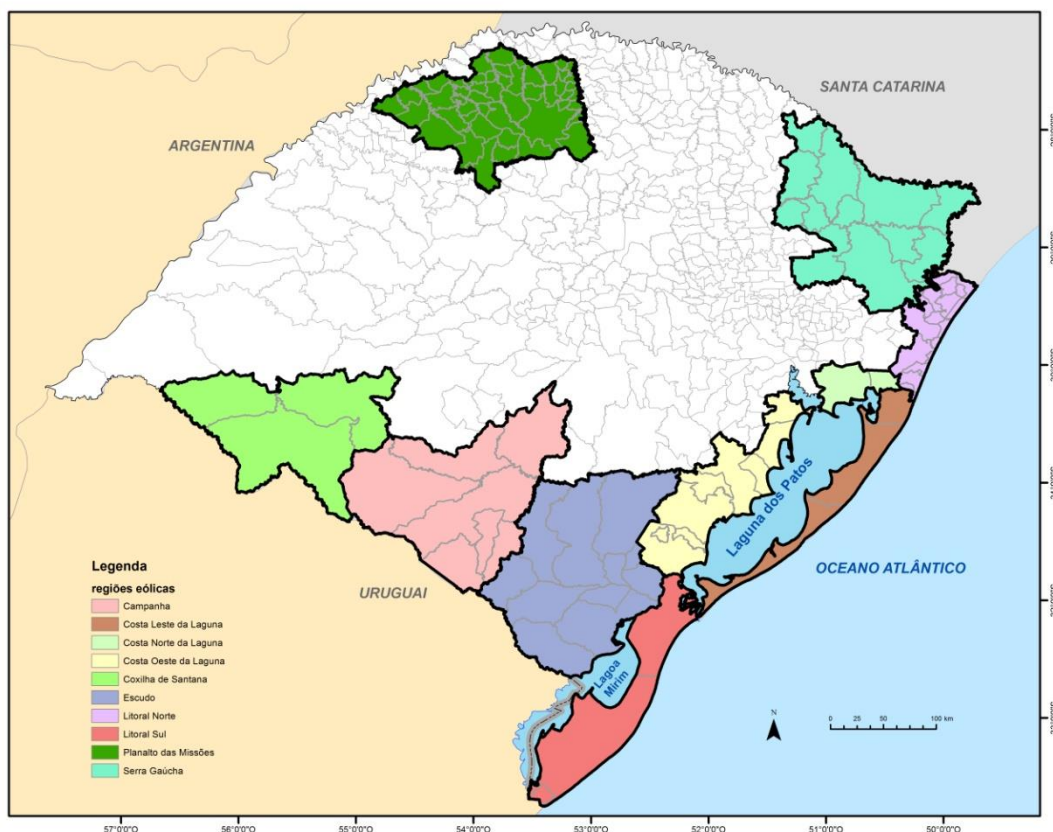 SANTA CATARINA
ARGENTINA
Laguna dos Patos
OCEANO ATLÂNTICO
URUGUAI
Lagoa
Mirim
Legenda
regiões eólicas
Campanha
Costa Leste da Laguna
Costa Norte da Laguna
Costa Oeste da Laguna
Coxilha de Santana
Escudo
Litoral Norte
Litoral Sul
Planalto das Missões
Serra Gaúcha
N
0 25 50 100 km
57°0'0"O 56°0'0"O 55°0'0"O 54°0'0"O 53°0'0"O 52°0'0"O 51°0'0"O 50°0'0"O